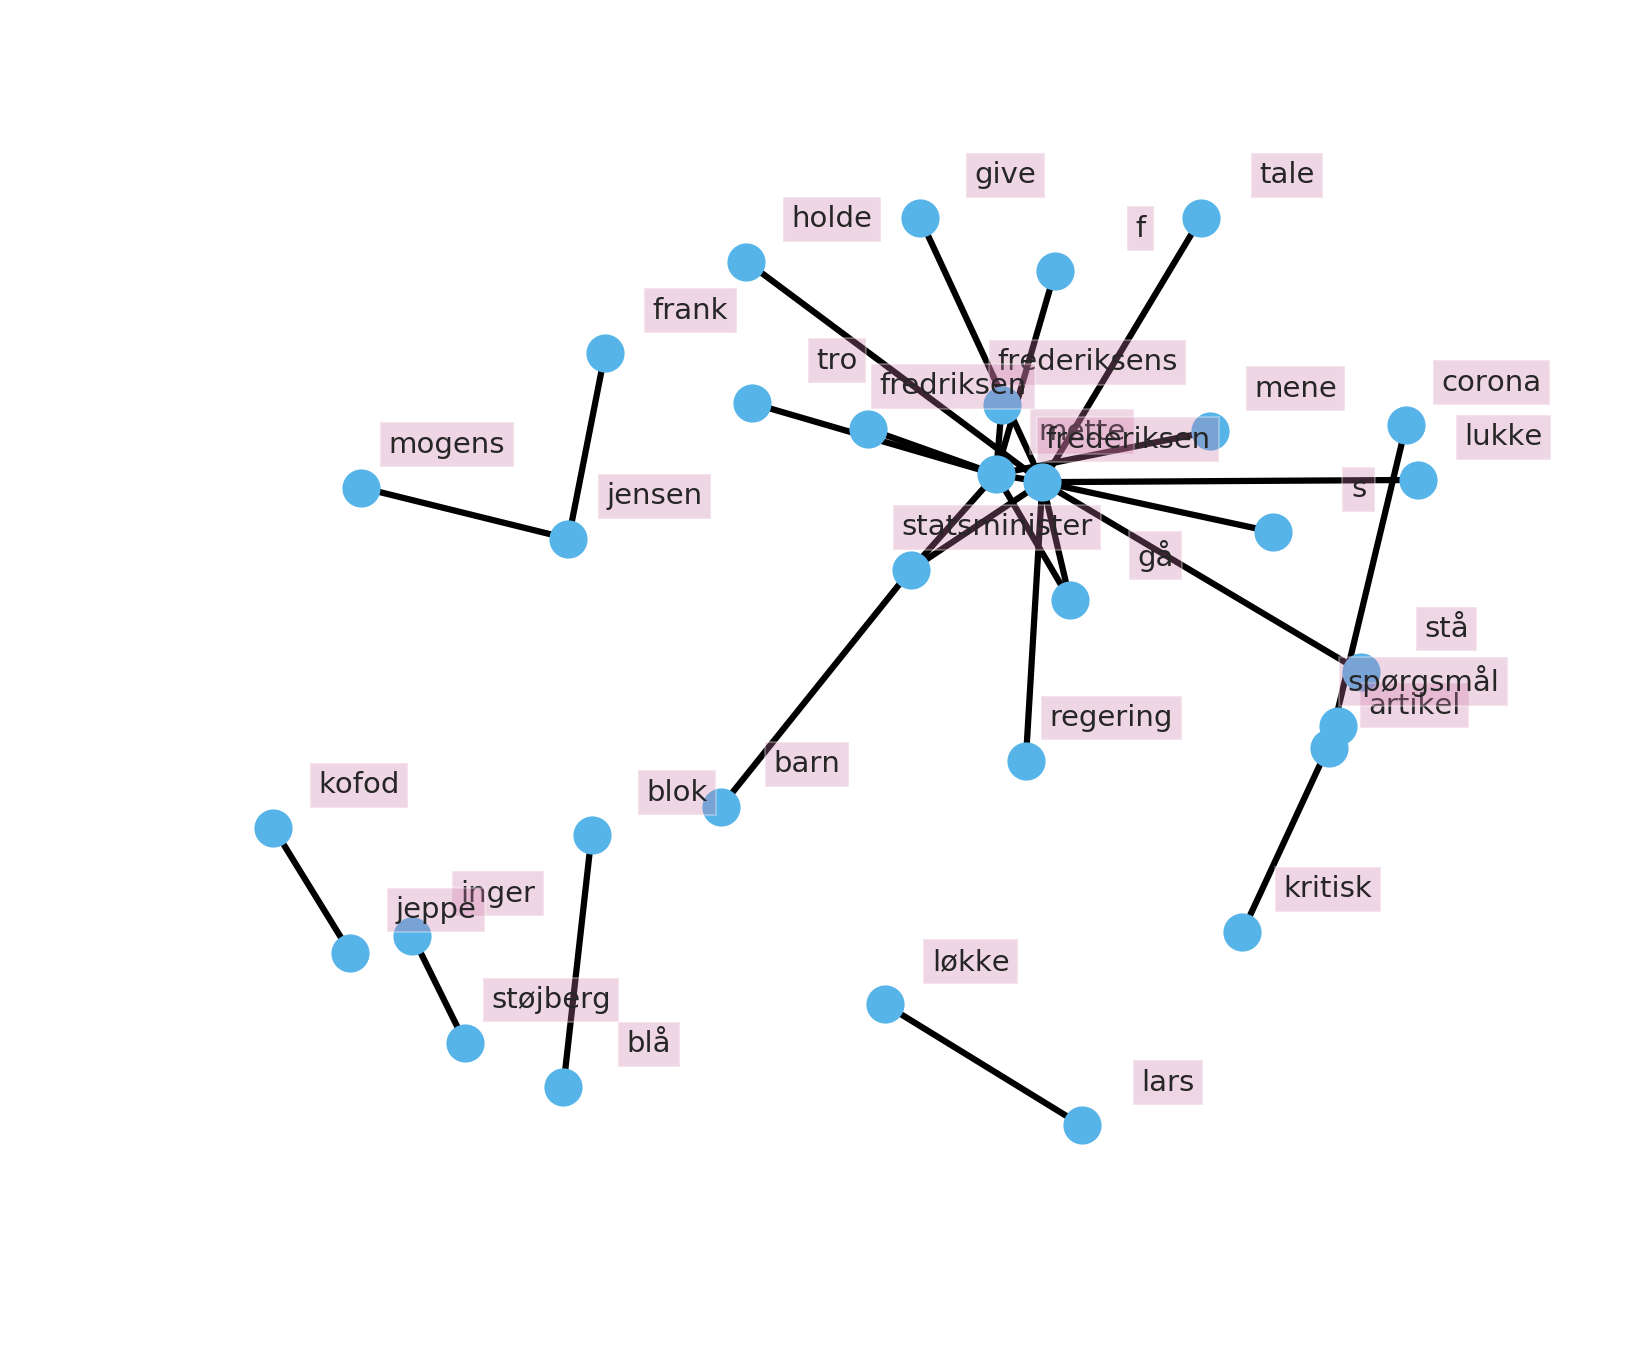 give
tale
holde
f
frank
tro
frederiksens
fredriksen
mene
corona
mette
frederiksen
lukke
mogens
jensen
s
statsminister
gå
stå
spørgsmål
artikel
regering
barn
kofod
blok
kritisk
inger
jeppe
løkke
støjberg
blå
lars